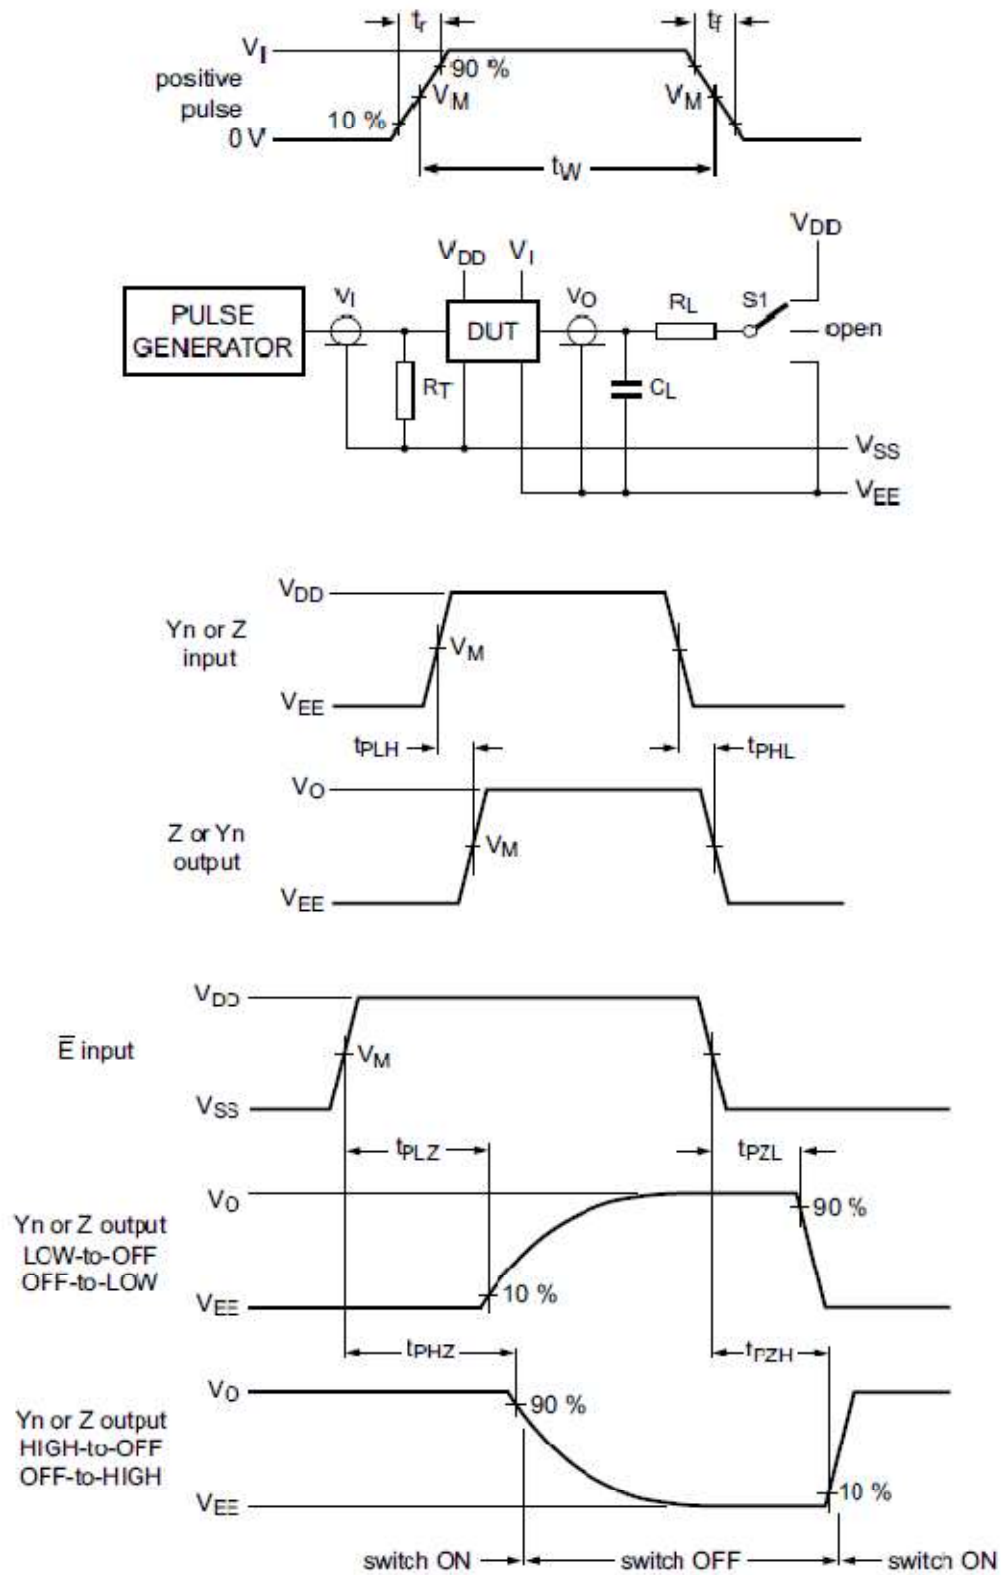 tr
tf
VI
positive
pulse
90 %
VM
VM
10 %
0 V
tW
VDD
VDD
VI
PULSE
GENERATOR
VI
DUT
VO
RL
S1
open
RT
CL
VSS
VEE
VDD
Yn or Z
input
VM
VEE
tPLH
tPHL
VO
Z or Yn
output
VM
VEE
VDD
E̅ input
VM
VSS
tPLZ
tPZL
VO
90 %
Yn or Z output
LOW-to-OFF
OFF-to-LOW
10 %
VEE
tPHZ
tPZH
VO
90 %
Yn or Z output
HIGH-to-OFF
OFF-to-HIGH
10 %
VEE
switch ON
switch OFF
switch ON